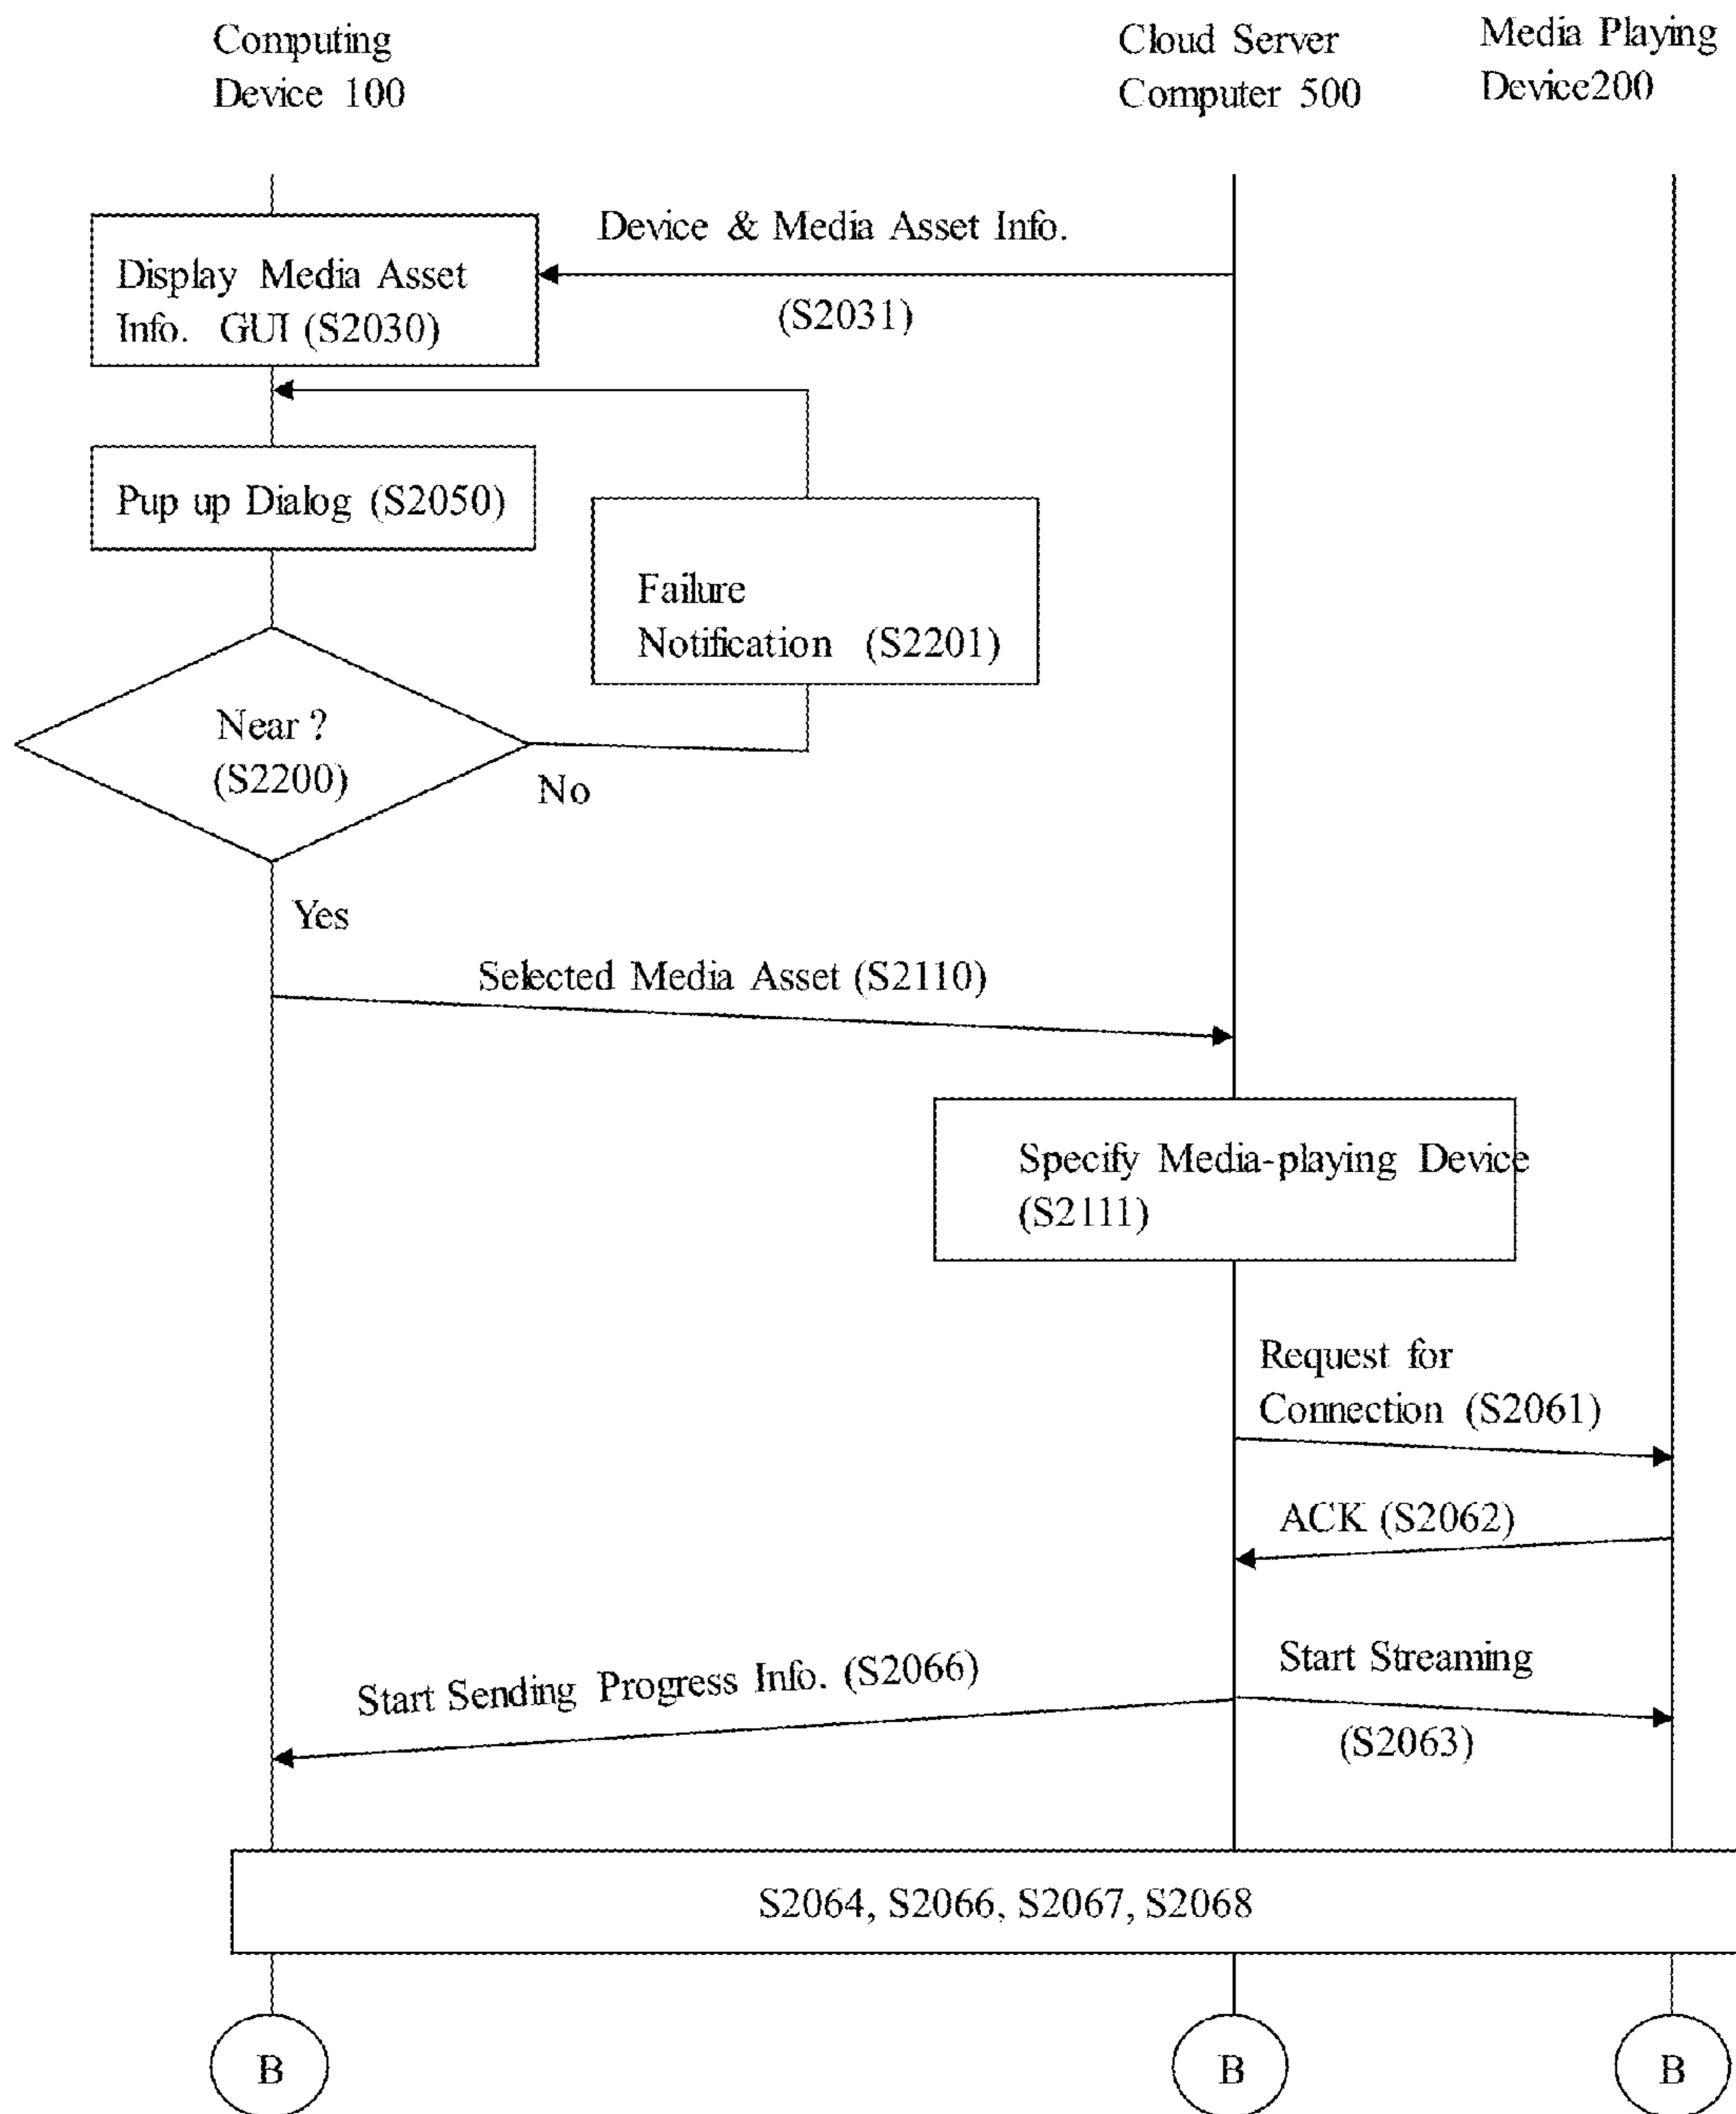 Computing
Device 100
Cloud Server
Computer 500
Media Playing
Device200
Device & Media Asset Info.
(S2031)
Display Media Asset
Info. GUI (S2030)
Pup up Dialog (S2050)
Failure
Notification (S2201)
Near ?
(S2200)
No
Yes
Selected Media Asset (S2110)
Specify Media-playing Device
(S2111)
Request for
Connection (S2061)
ACK (S2062)
Start Sending Progress Info. (S2066)
Start Streaming
(S2063)
S2064, S2066, S2067, S2068
B
B
B